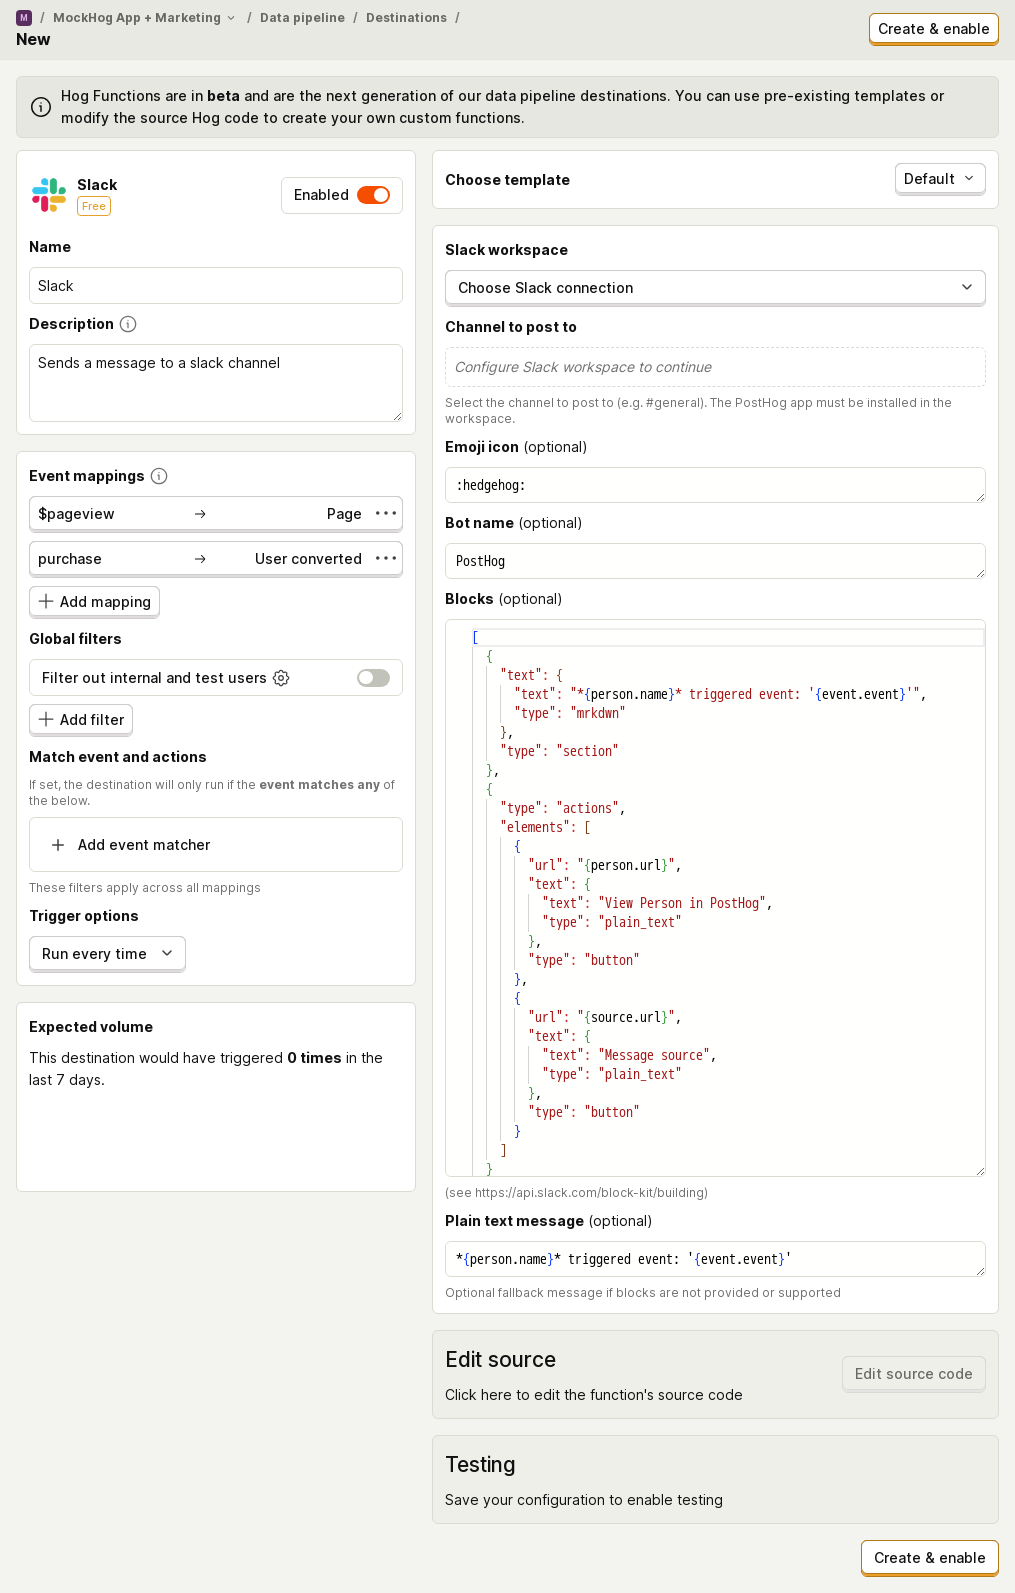 M / MockHog App + Marketing / Data pipeline / Destinations /
New
Create & enable
Hog Functions are in beta and are the next generation of our data pipeline destinations. You can use pre-existing templates or
modify the source Hog code to create your own custom functions.
Slack
Free
Enabled
Name
Slack
Description
Sends a message to a slack channel
Event mappings
$pageview → Page
purchase → User converted
Add mapping
Global filters
Filter out internal and test users
Add filter
Match event and actions
If set, the destination will only run if the event matches any of
the below.
Add event matcher
These filters apply across all mappings
Trigger options
Run every time
Expected volume
This destination would have triggered 0 times in the
last 7 days.
Choose template
Default
Slack workspace
Choose Slack connection
Channel to post to
Configure Slack workspace to continue
Select the channel to post to (e.g. #general). The PostHog app must be installed in the
workspace.
Emoji icon (optional)
:hedgehog:
Bot name (optional)
PostHog
Blocks (optional)
[
{
"text": {
"text": "*{person.name}* triggered event: '{event.event}'",
"type": "mrkdwn"
},
"type": "section"
},
{
"type": "actions",
"elements": [
{
"url": "{person.url}",
"text": {
"text": "View Person in PostHog",
"type": "plain_text"
},
"type": "button"
},
{
"url": "{source.url}",
"text": {
"text": "Message source",
"type": "plain_text"
},
"type": "button"
}
]
}
(see https://api.slack.com/block-kit/building)
Plain text message (optional)
*{person.name}* triggered event: '{event.event}'
Optional fallback message if blocks are not provided or supported
Edit source
Click here to edit the function's source code
Edit source code
Testing
Save your configuration to enable testing
Create & enable